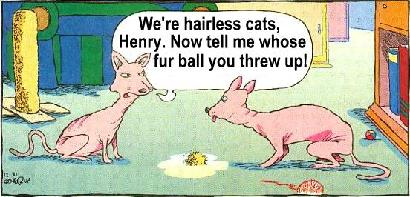 We're hairless cats,
Henry. Now tell me whose
fur ball you threw up!